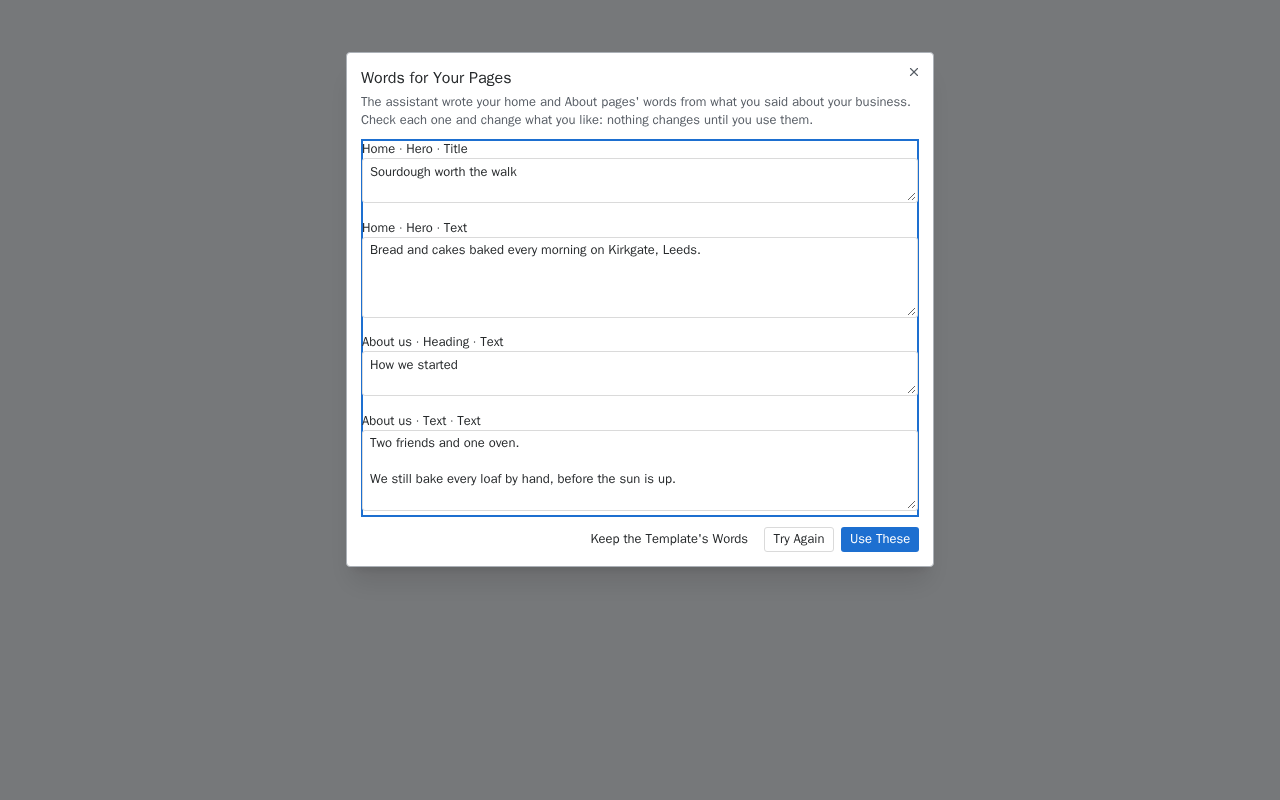 Words for Your Pages
The assistant wrote your home and About pages' words from what you said about your business.
Check each one and change what you like: nothing changes until you use them.
Home · Hero · Title
Sourdough worth the walk
Home · Hero · Text
Bread and cakes baked every morning on Kirkgate, Leeds.
About us · Heading · Text
How we started
About us · Text · Text
Two friends and one oven.
We still bake every loaf by hand, before the sun is up.
Keep the Template's Words
Try Again
Use These